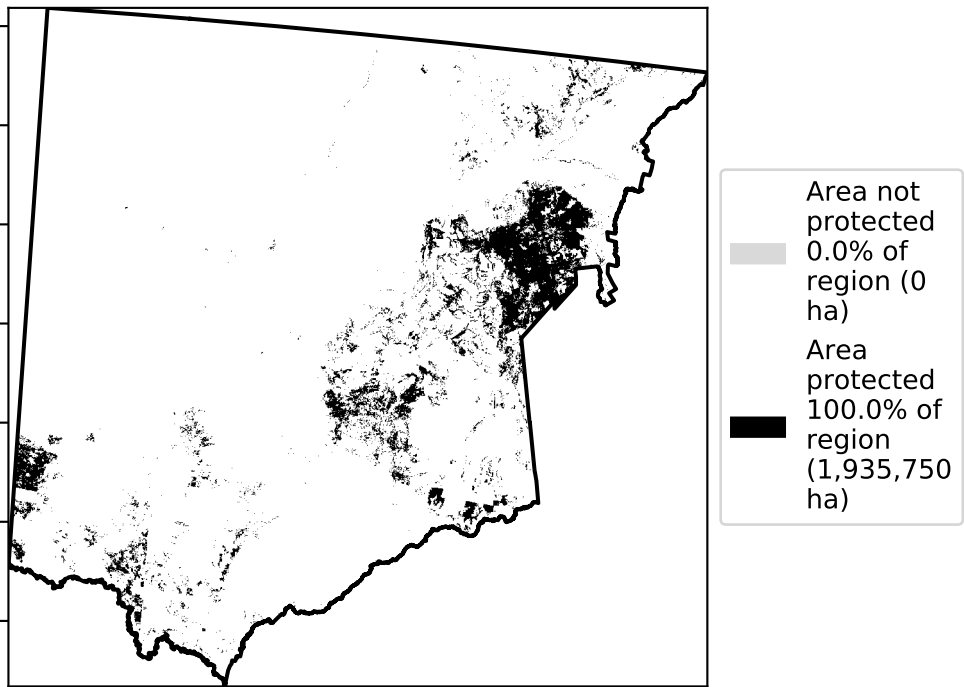 Area not
protected
0.0% of
region (0
ha)
Area
protected
100.0% of
region
(1,935,750
ha)